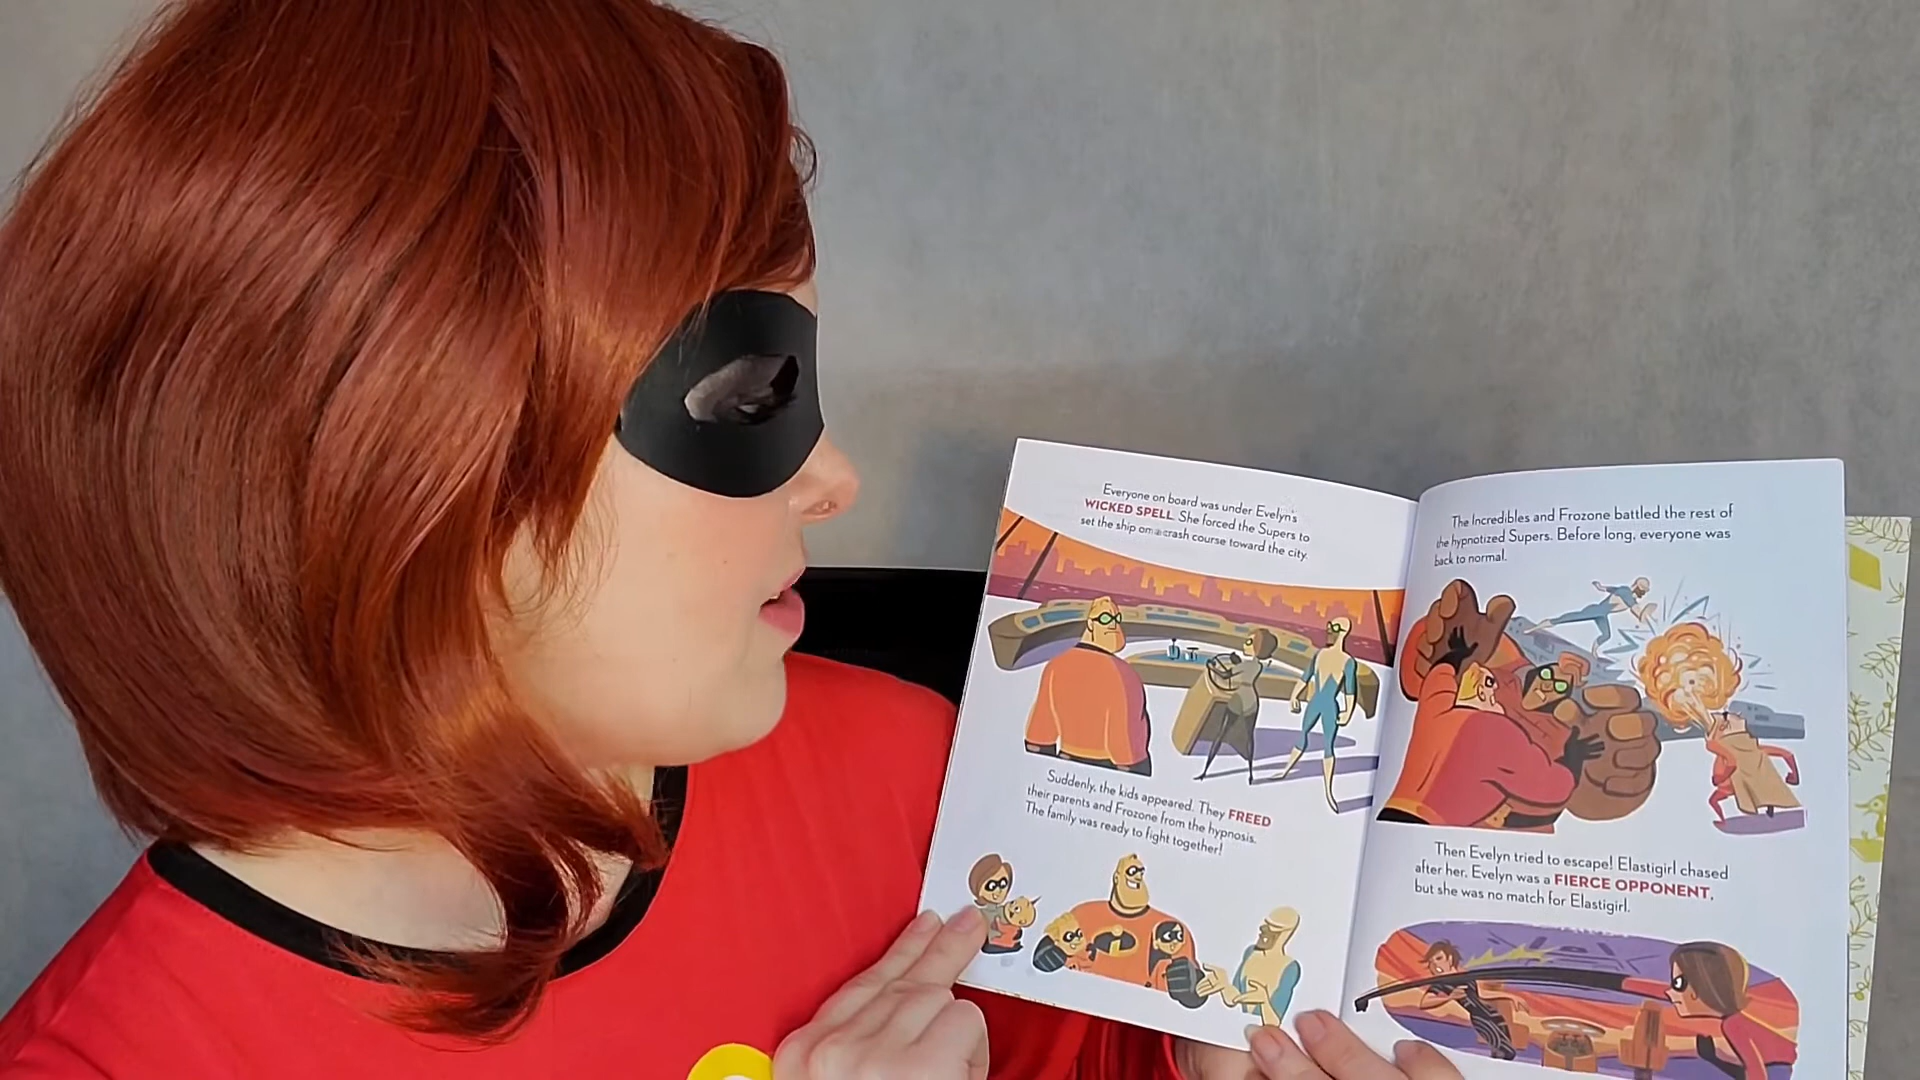 Everyone on board was under Evelyn's
WICKED SPELL. She forced the Supers to
set the ship on a crash course toward the city.
Suddenly, the kids appeared. They FREED
their parents and Frozone from the hypnosis.
The family was ready to fight together!
The Incredibles and Frozone battled the rest of
the hypnotized Supers. Before long, everyone was
back to normal.
Then Evelyn tried to escape! Elastigirl chased
after her. Evelyn was a FIERCE OPPONENT,
but she was no match for Elastigirl.